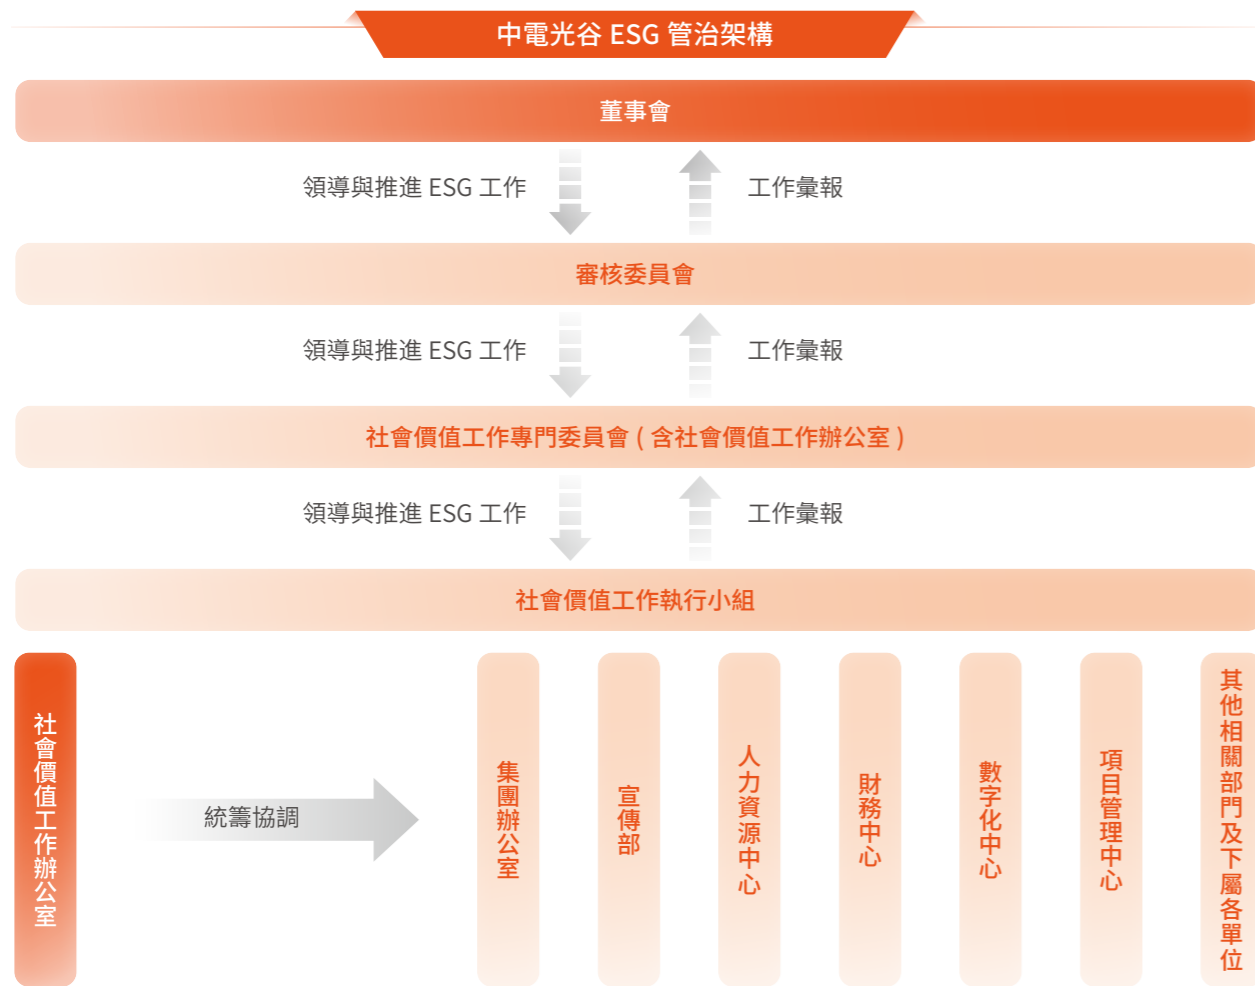 中電光谷 ESG 管治架構
董事會
領導與推進 ESG 工作
工作彙報
審核委員會
領導與推進 ESG 工作
工作彙報
社會價值工作專門委員會 ( 含社會價值工作辦公室 )
領導與推進 ESG 工作
工作彙報
社會價值工作執行小組
社會價值工作辦公室
統籌協調
集團辦公室
宣傳部
人力資源中心
財務中心
數字化中心
項目管理中心
其他相關部門及下屬各單位